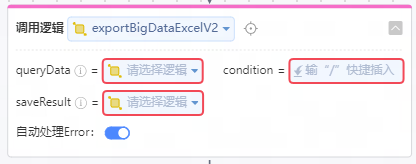 调用逻辑 exportBigDataExcelV2
queryData = 请选择逻辑 condition = 输 “/” 快捷插入
saveResult = 请选择逻辑
自动处理Error：